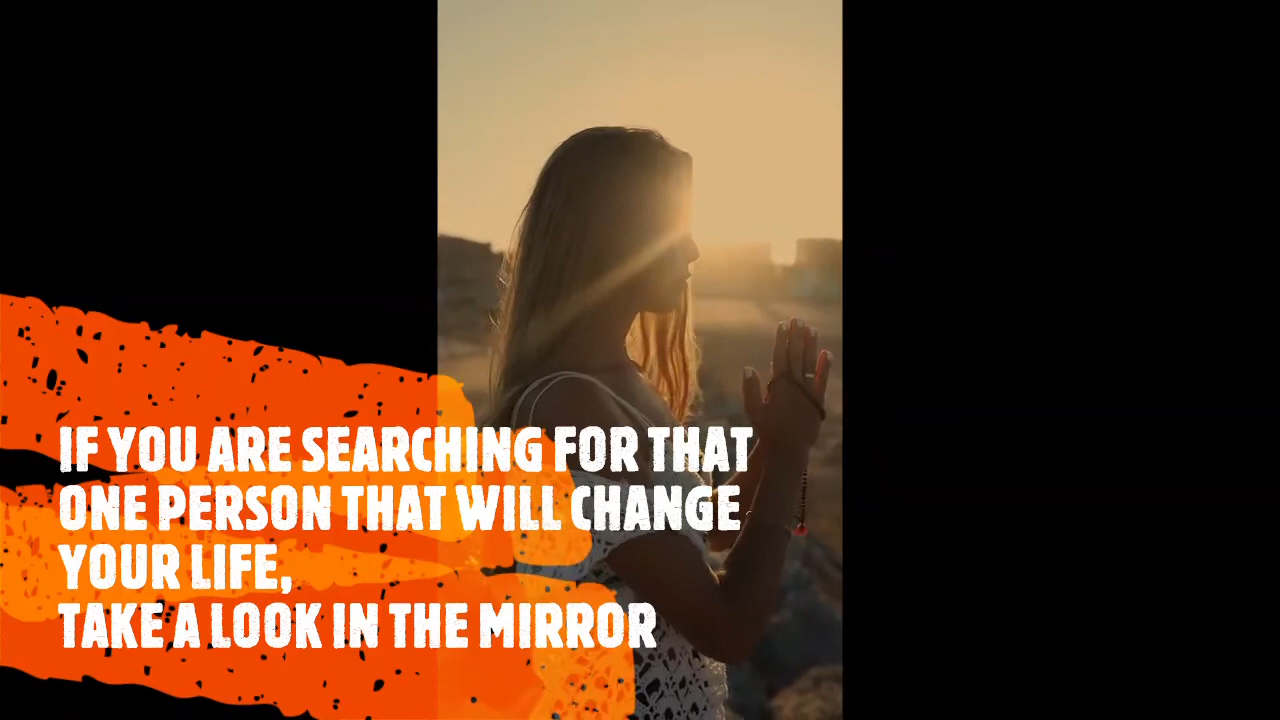 IF YOU ARE SEARCHING FOR THAT
ONE PERSON THAT WILL CHANGE
YOUR LIFE,
TAKE A LOOK IN THE MIRROR